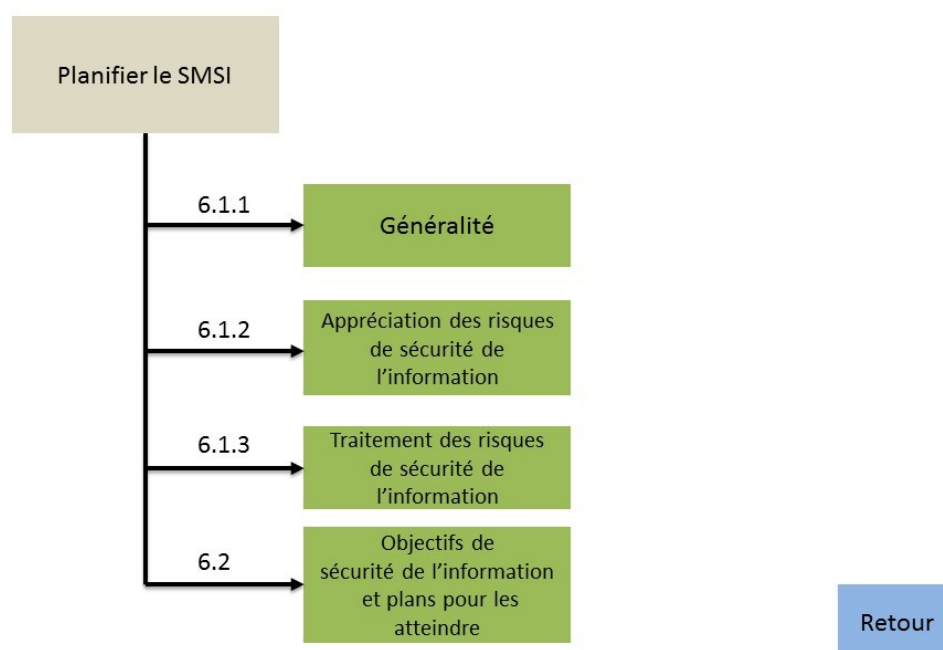 Planifier le SMSI
6.1.1
Généralité
6.1.2
Appréciation des risques
de sécurité de
l’information
6.1.3
Traitement des risques
de sécurité de
l’information
6.2
Objectifs de
sécurité de l’information
et plans pour les
atteindre
Retour